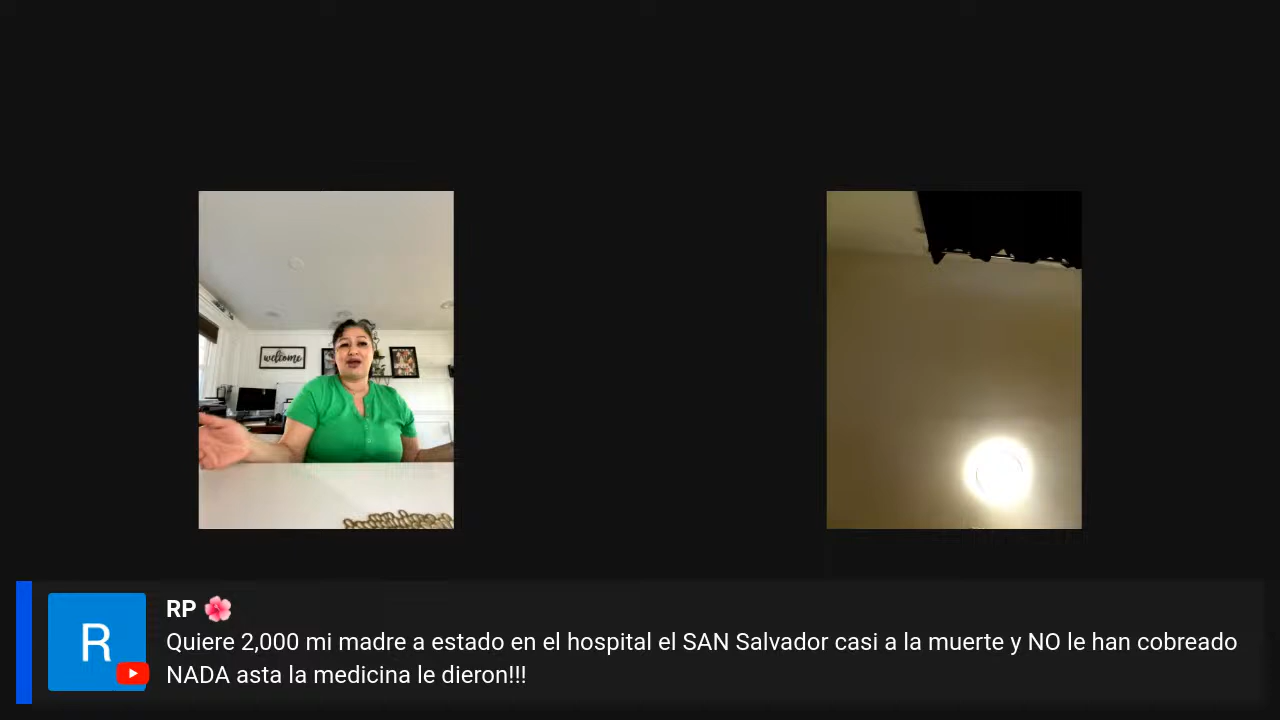 welcome
RP 🌺
R
Quiere 2,000 mi madre a estado en el hospital el SAN Salvador casi a la muerte y NO le han cobreado
NADA asta la medicina le dieron!!!